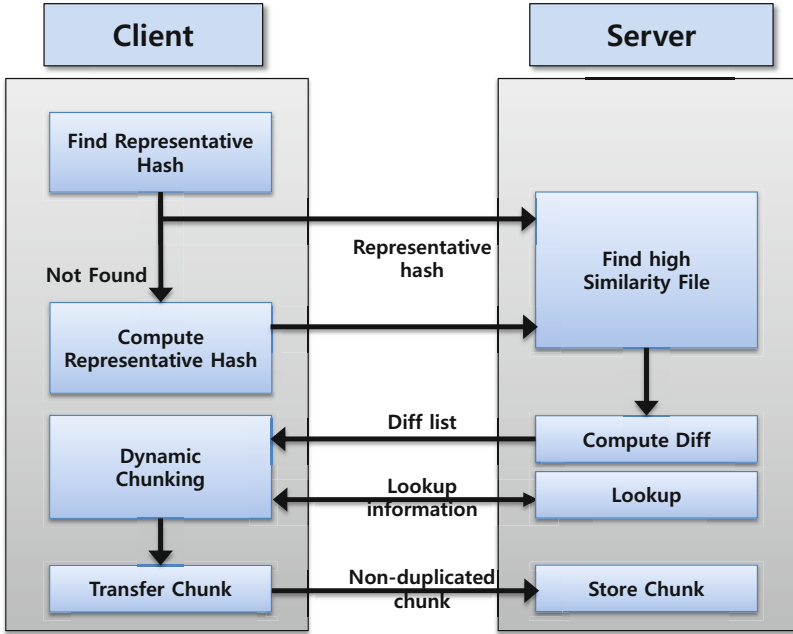 Client
Server
Find Representative
Hash
Representative
hash
Find high
Similarity File
Not Found
Compute
Representative Hash
Diff list
Compute Diff
Dynamic
Chunking
Lookup
information
Lookup
Transfer Chunk
Non-duplicated
chunk
Store Chunk